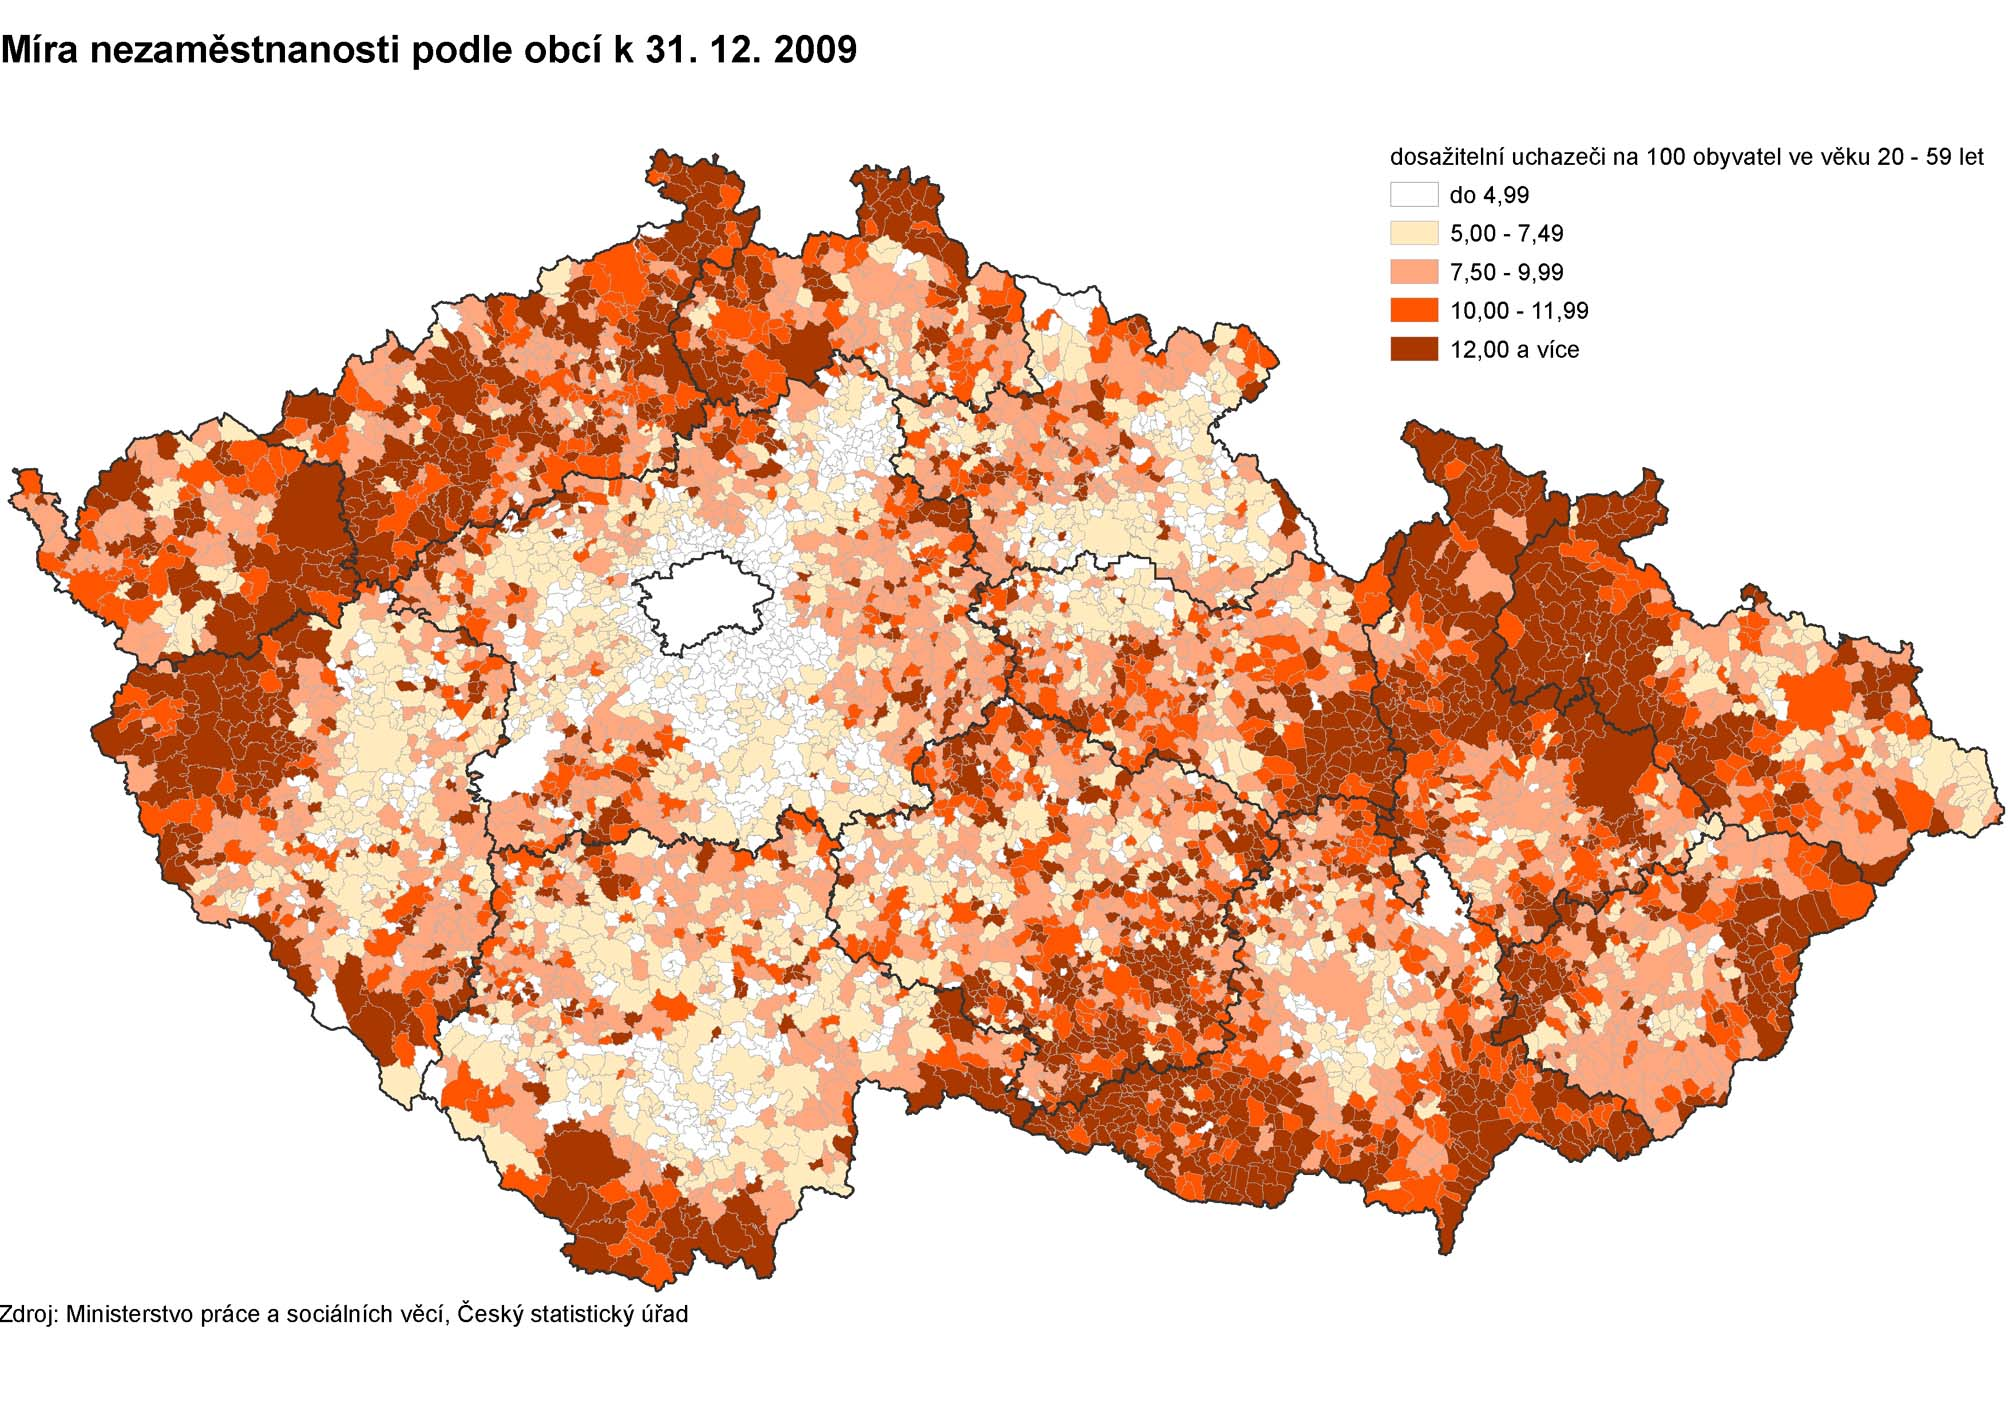 Míra nezaměstnanosti podle obcí k 31. 12. 2009
dosažitelní uchazeči na 100 obyvatel ve věku 20 - 59 let
do 4,99
5,00 - 7,49
7,50 - 9,99
10,00 - 11,99
12,00 a více
Zdroj: Ministerstvo práce a sociálních věcí, Český statistický úřad